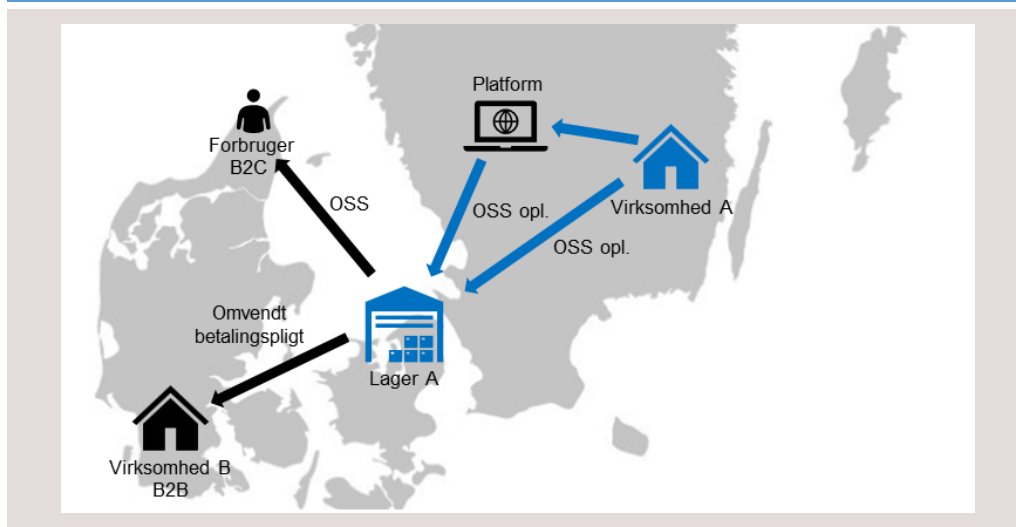 Platform
Forbruger
B2C
OSS
OSS opl.
Virksomhed A
OSS opl.
Omvendt
betalingspligt
Lager A
Virksomhed B
B2B